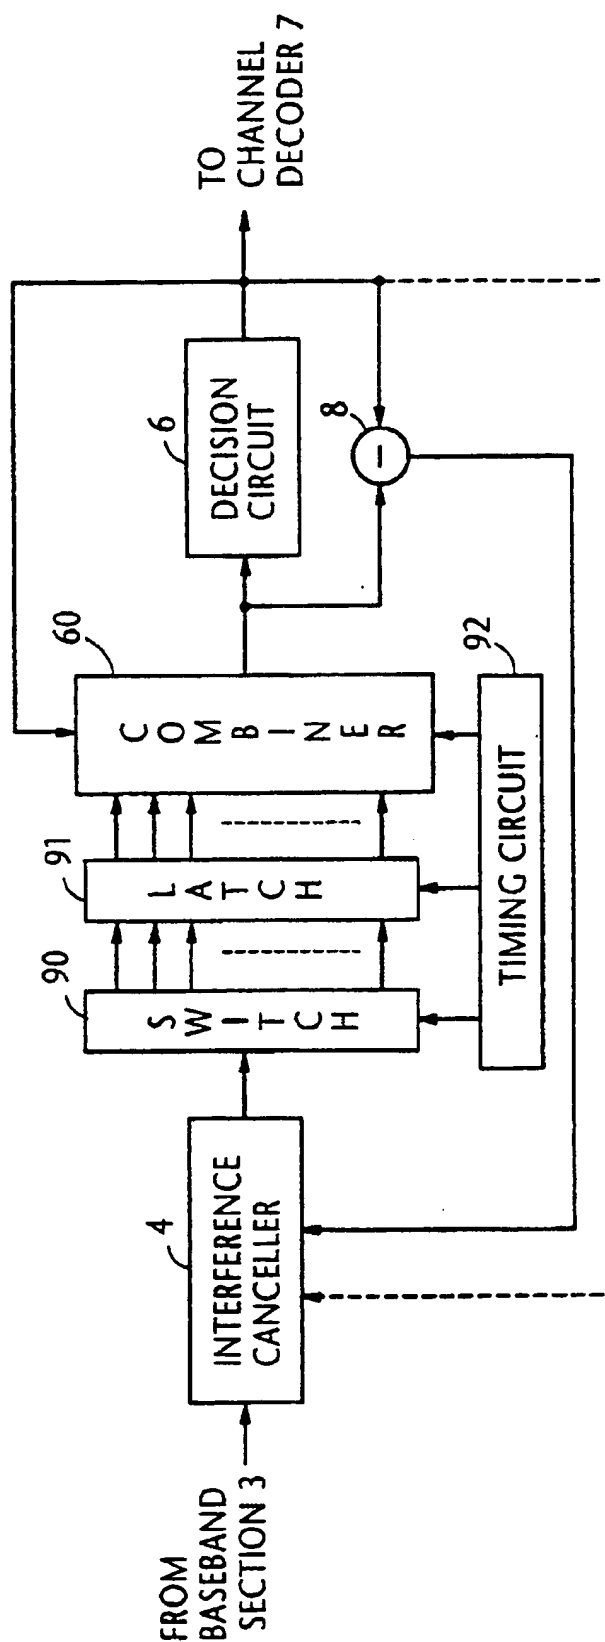 FROM
BASEBAND
SECTION 3
4
INTERFERENCE
CANCELLER
90
SWITCH
91
LATCH
60
COMBINER
6
DECISION
CIRCUIT
8
−
TO
CHANNEL
DECODER 7
92
TIMING CIRCUIT